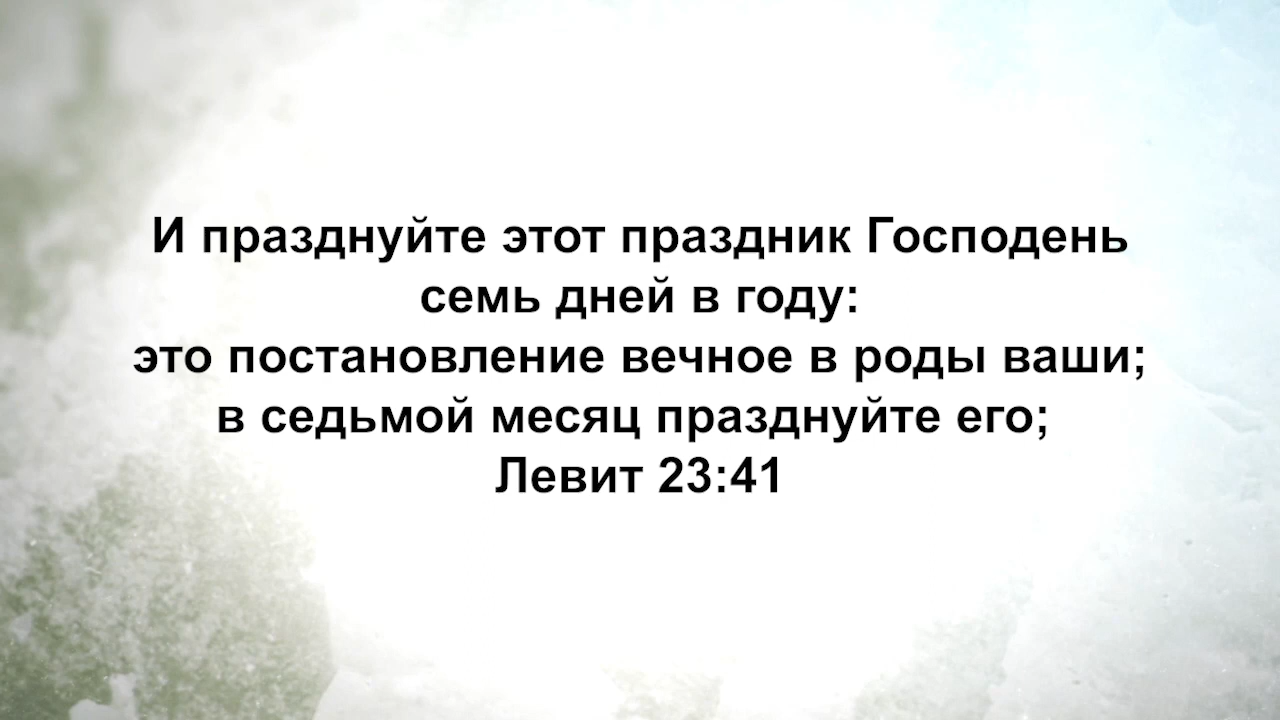 И празднуйте этот праздник Господень
семь дней в году:
это постановление вечное в роды ваши;
в седьмой месяц празднуйте его;
Левит 23:41